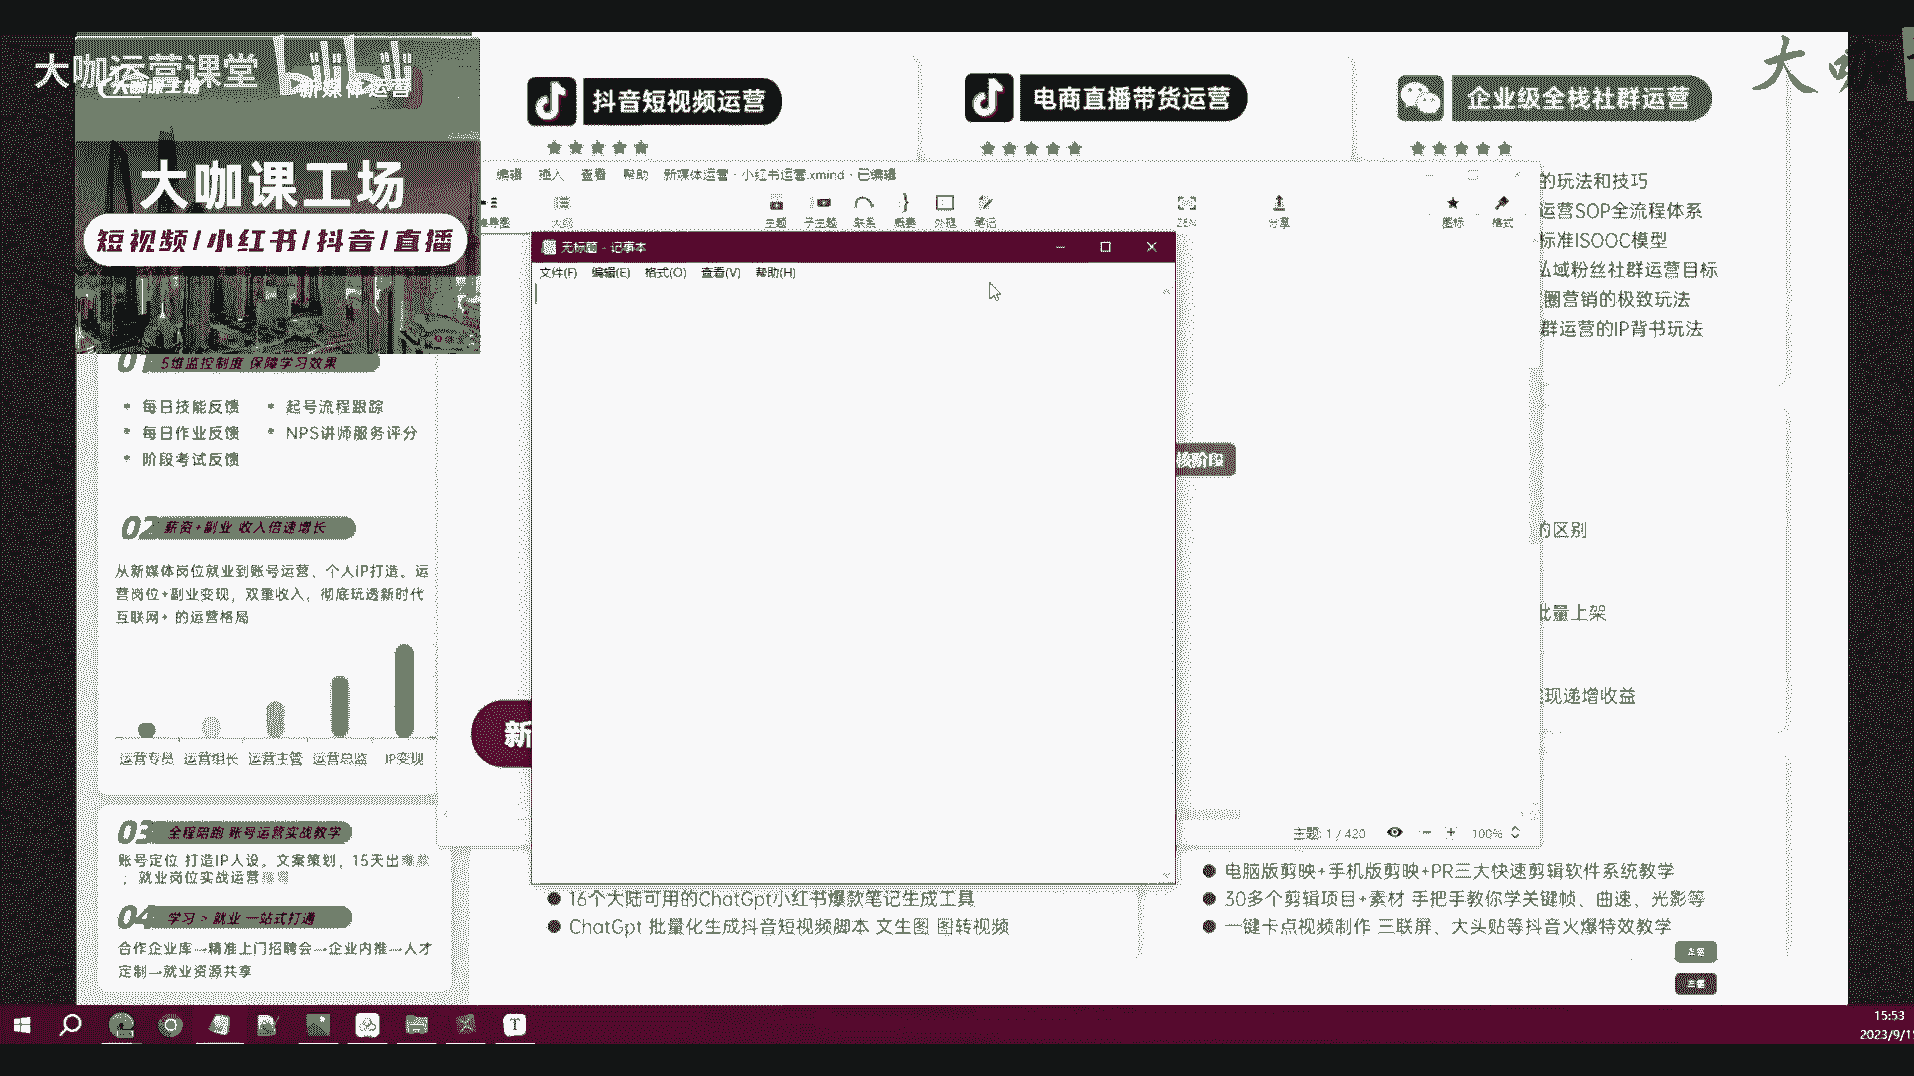 大咖运营课堂
bilibili
大咖课工场
新媒体运营
大咖课工场
短视频/小红书/抖音/直播
抖音短视频运营
电商直播带货运营
企业级全栈社群运营
大咖
编辑 插入 查看 帮助 新媒体运营 - 小红书运营.xmind - 已编辑
大纲 主题 子主题 联系 概要 外框 笔记 ZEN 分享 图标 格式
无标题 - 记事本
文件(F) 编辑(E) 格式(O) 查看(V) 帮助(H)
的玩法和技巧
运营SOP全流程体系
标准ISOOC模型
私域粉丝社群运营目标
圈营销的极致玩法
群运营的IP背书玩法
01 5维监控制度 保障学习效果
每日技能反馈
起号流程跟踪
每日作业反馈
NPS讲师服务评分
阶段考试反馈
核阶段
02 薪资+副业 收入倍速增长
从新媒体岗位就业到账号运营、个人IP打造。运
营岗位+副业变现，双重收入，彻底玩透新时代
互联网+ 的运营格局
运营专员 运营组长 运营主管 运营总监 IP变现
新
的区别
批量上架
现递增收益
主题: 1 / 420
100%
03 全程陪跑 账号运营实战教学
账号定位 打造IP人设。文案策划，15天出
；就业岗位实战运营
04 学习 > 就业 一站式打通
合作企业库→精准上门招聘会→企业内推→人才
定制→就业资源共享
16个大陆可用的ChatGpt小红书爆款笔记生成工具
ChatGpt 批量化生成抖音短视频脚本 文生图 图转视频
电脑版剪映+手机版剪映+PR三大快速剪辑软件系统教学
30多个剪辑项目+素材 手把手教你学关键帧、曲速、光影等
一键卡点视频制作 三联屏、大头贴等抖音火爆特效教学
左键
左键
T
15:53
2023/9/1